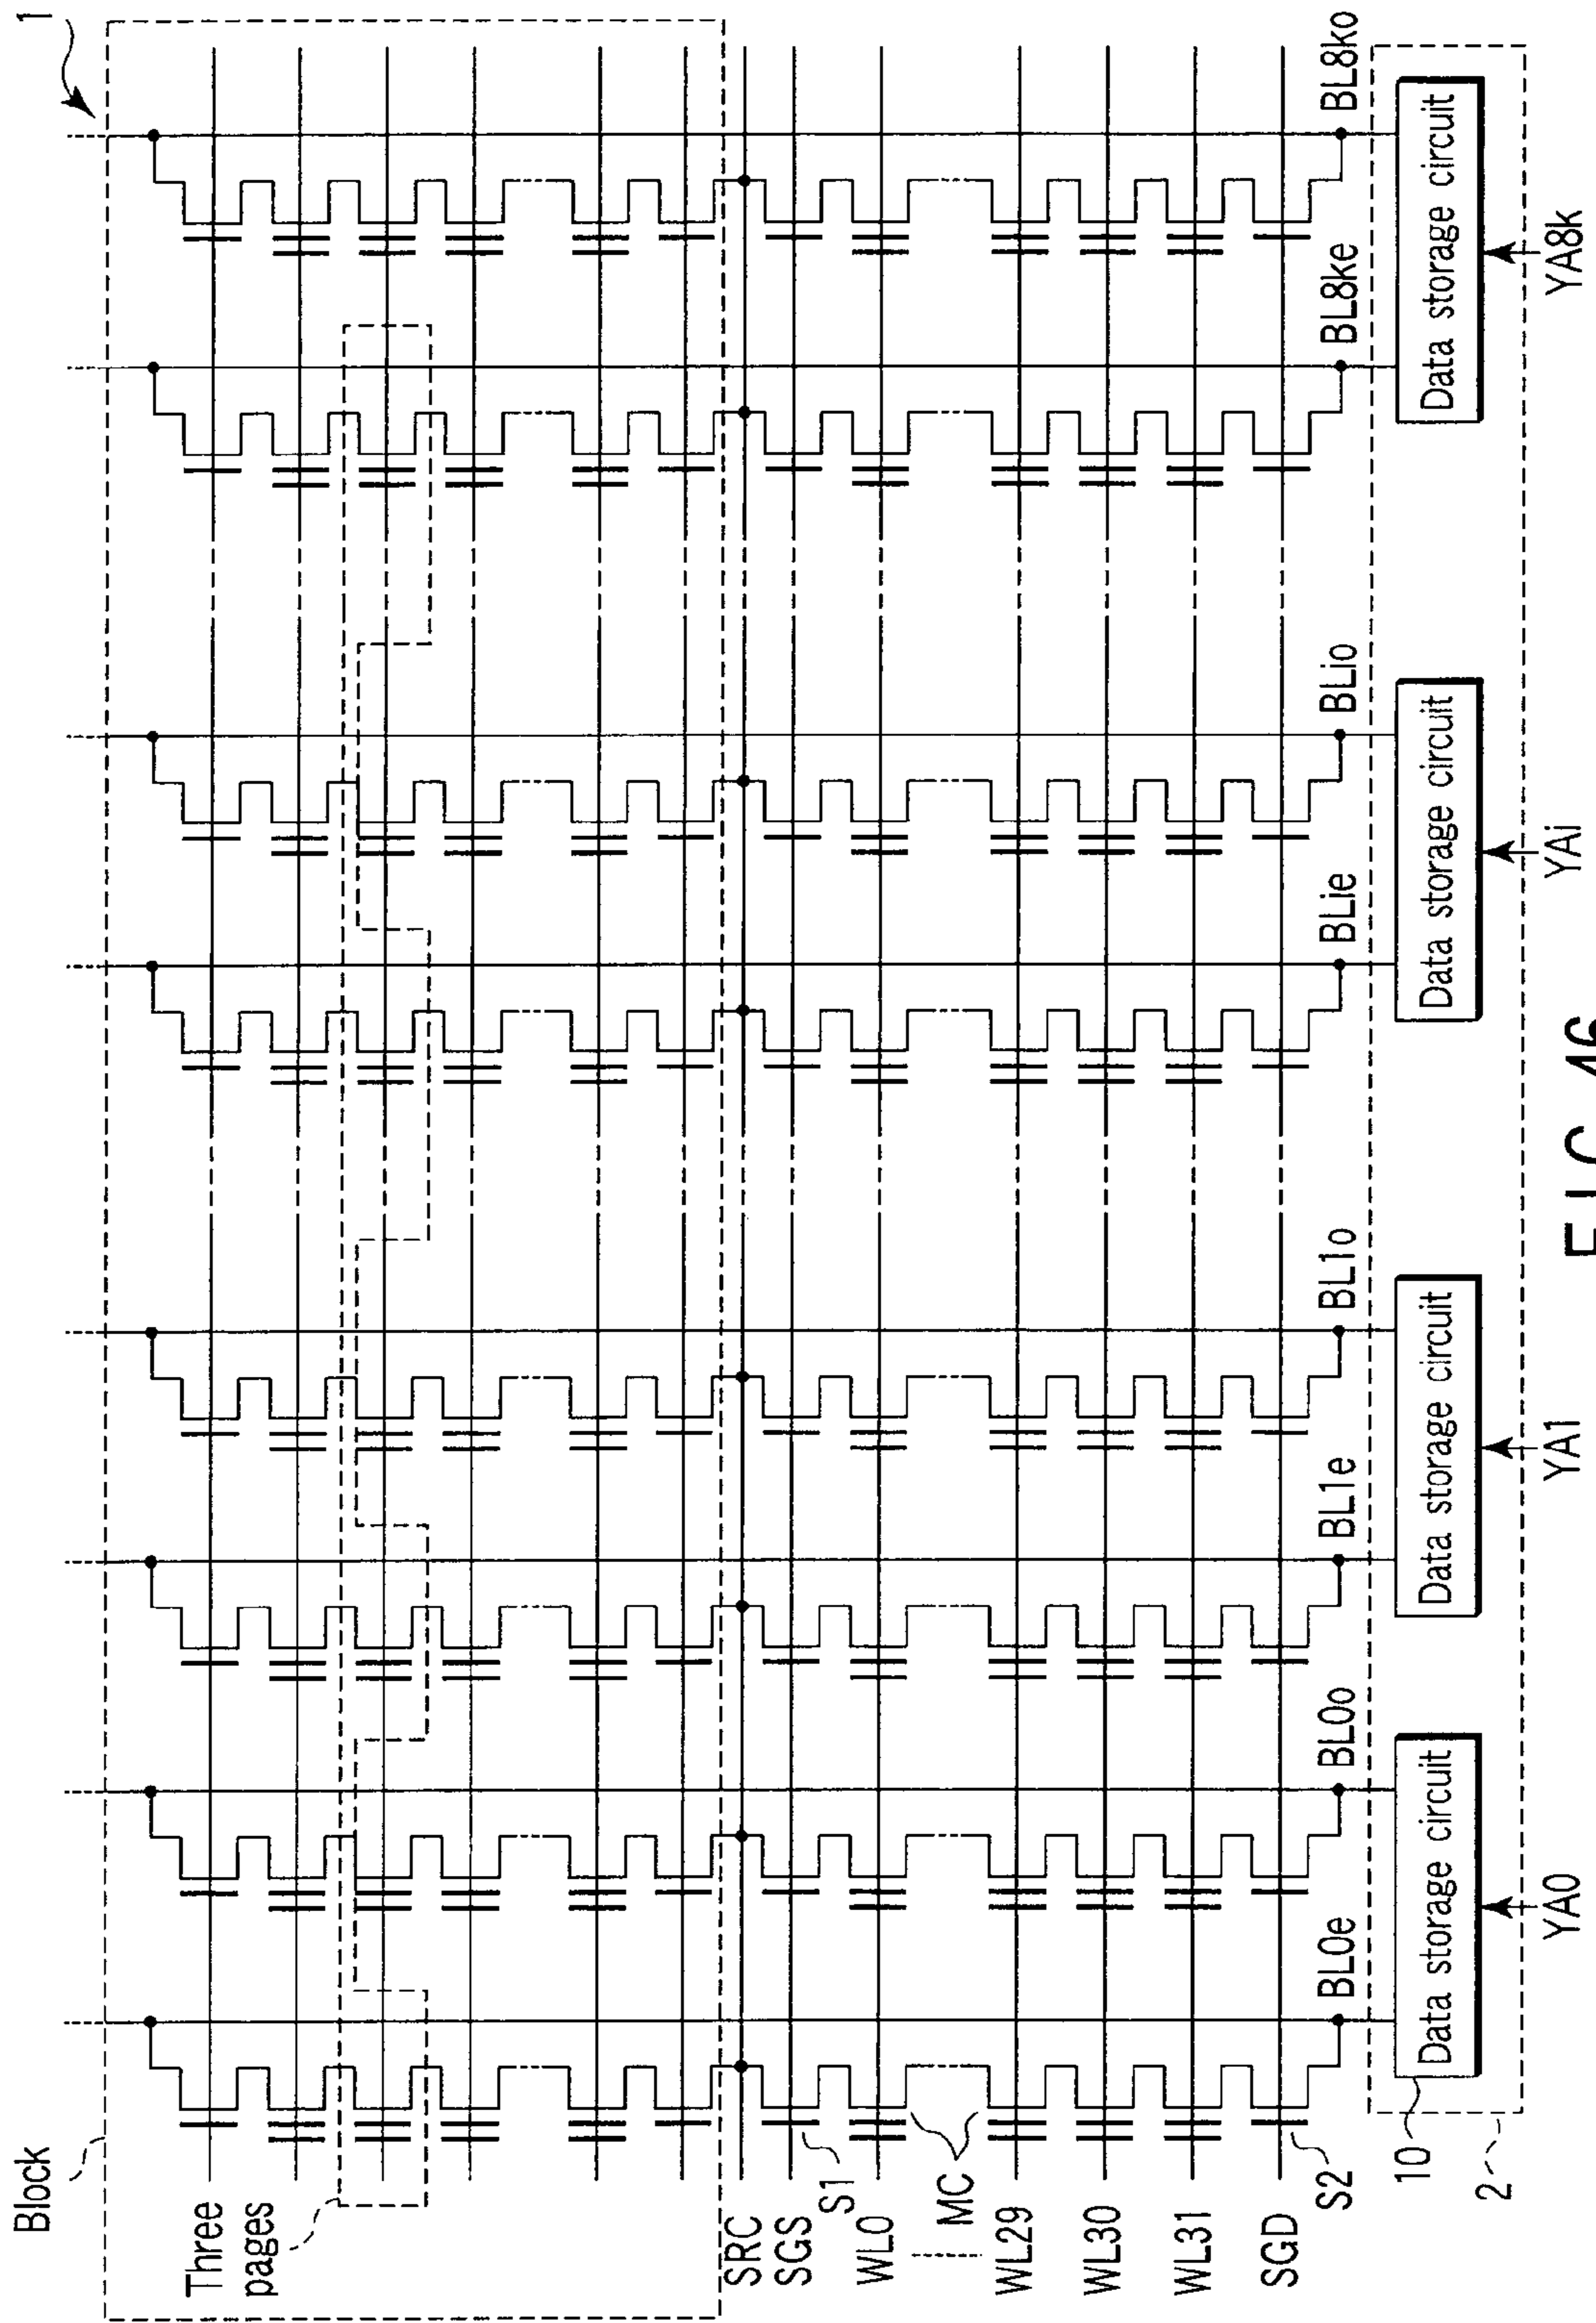 1
Block
Three
pages
SRC
SGS
S1
WL0
MC
WL29
WL30
WL31
SGD
S2
BL0e
BL0o
BL1e
BL1o
BLie
BLio
BL8ke
BL8ko
10
Data storage circuit
Data storage circuit
Data storage circuit
Data storage circuit
2
YA0
YA1
YAi
YA8k
FIG. 46